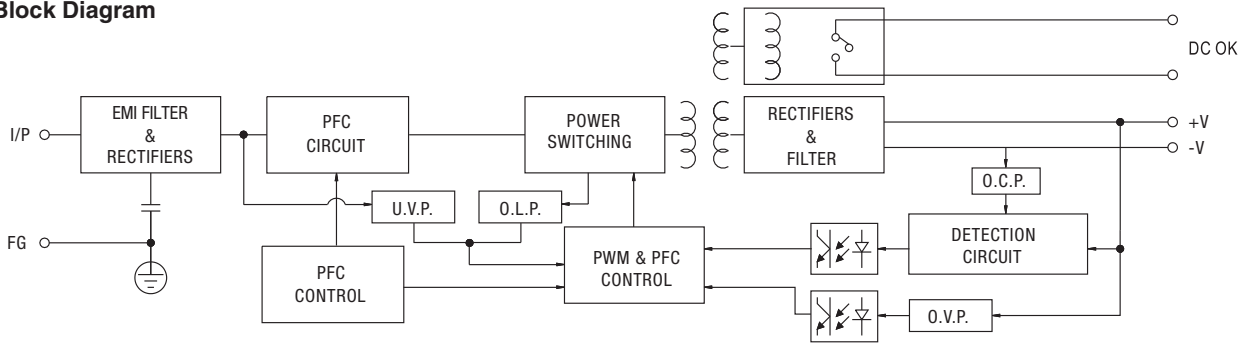 Block Diagram
DC OK
I/P
EMI FILTER
&
RECTIFIERS
PFC
CIRCUIT
POWER
SWITCHING
RECTIFIERS
&
FILTER
+V
-V
O.C.P.
U.V.P.
O.L.P.
FG
PFC
CONTROL
PWM & PFC
CONTROL
DETECTION
CIRCUIT
O.V.P.